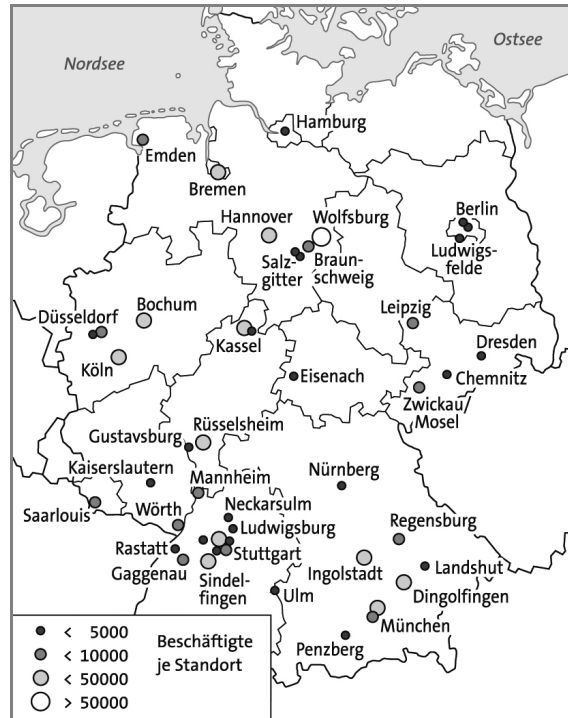 Nordsee
Ostsee
Hamburg
Emden
Bremen
Hannover
Wolfsburg
Berlin
Ludwigs-
felde
Salz-
gitter
Braun-
schweig
Bochum
Düsseldorf
Köln
Kassel
Leipzig
Dresden
Chemnitz
Eisenach
Zwickau/
Mosel
Rüsselsheim
Gustavsburg
Kaiserslautern
Mannheim
Nürnberg
Saarlouis
Wörth
Neckarsulm
Ludwigsburg
Regensburg
Rastatt
Stuttgart
Gaggenau
Sindel-
fingen
Ingolstadt
Landshut
Dingolfingen
Ulm
München
Penzberg
< 5000
< 10000
< 50000
> 50000
Beschäftigte
je Standort